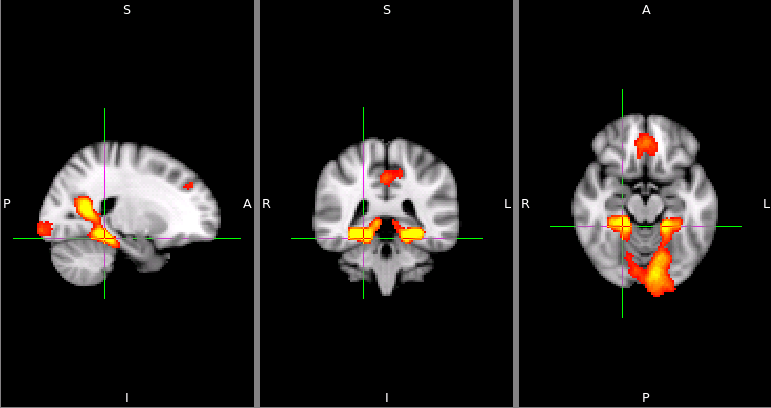 S S A
P A R L R L
I I P